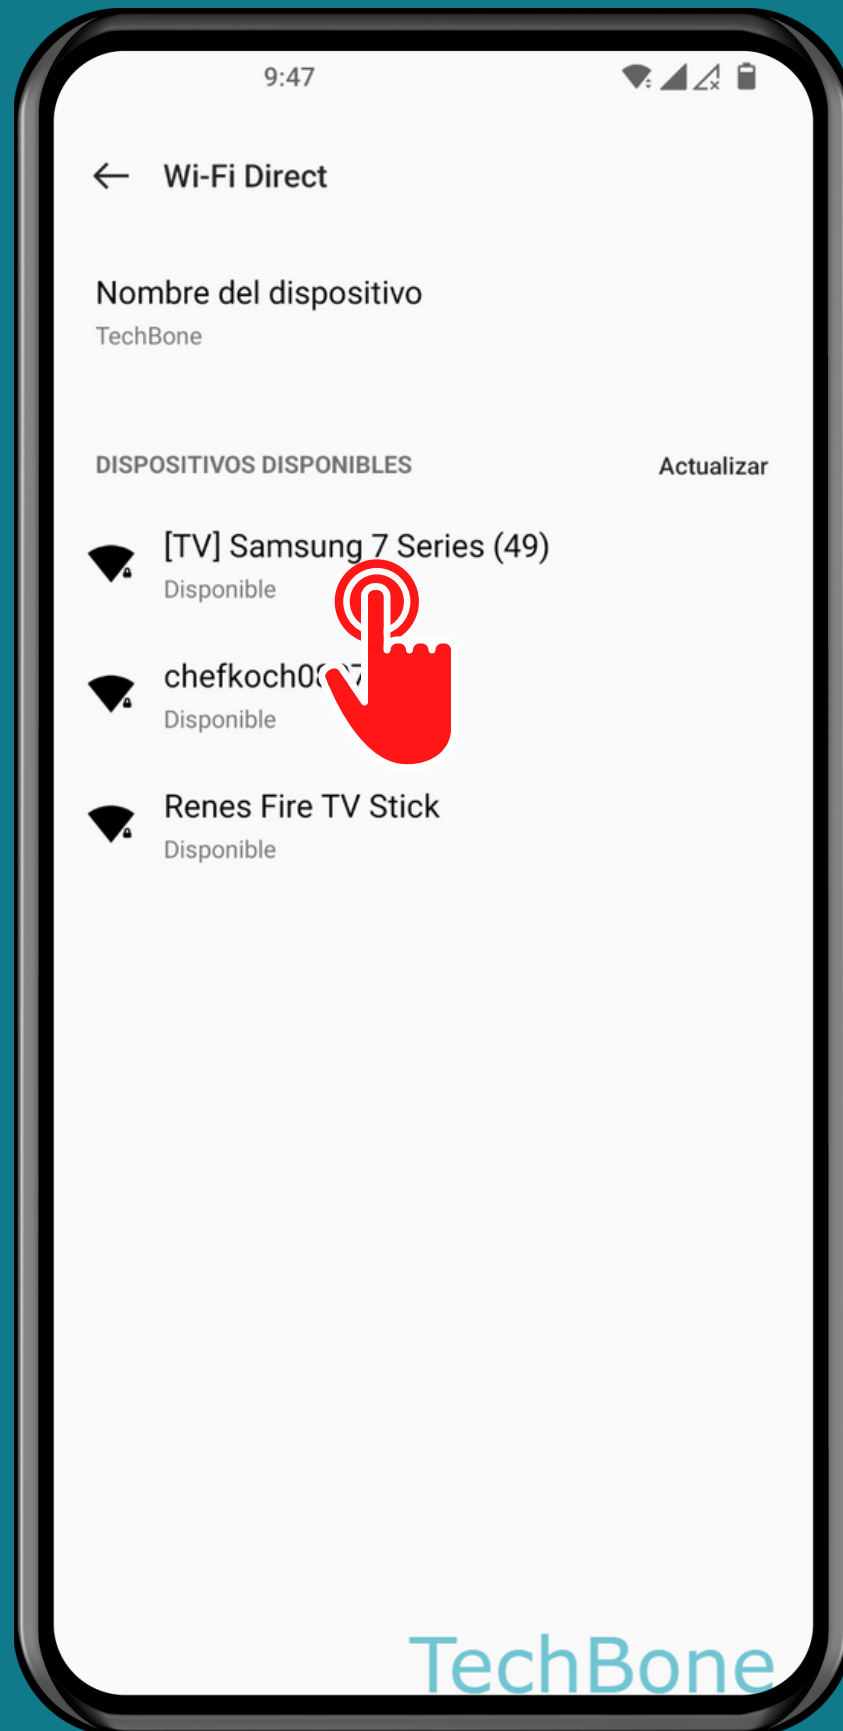 9:47
Wi-Fi Direct
Nombre del dispositivo
TechBone
DISPOSITIVOS DISPONIBLES
Actualizar
[TV] Samsung 7 Series (49)
Disponible
Disponible
Renes Fire TV Stick
Disponible
TechBone